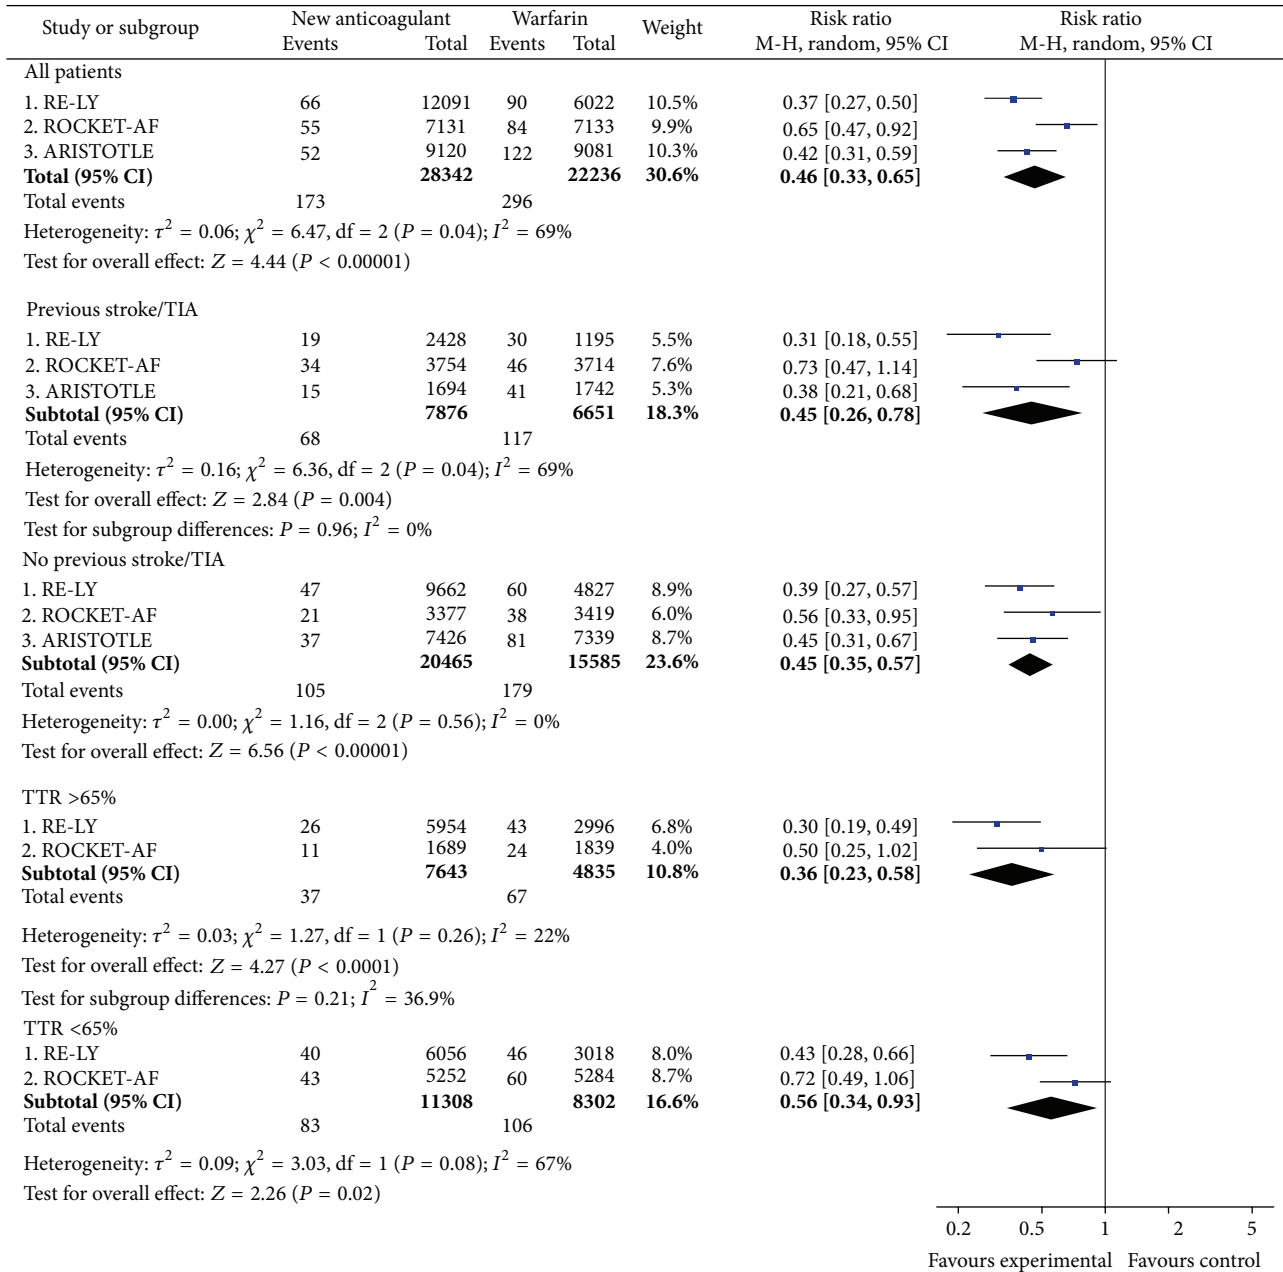 Study or subgroup New anticoagulant Warfarin Weight Risk ratio Risk ratio
Events Total Events Total M-H, random, 95% CI M-H, random, 95% CI
All patients
1. RE-LY 66 12091 90 6022 10.5% 0.37 [0.27, 0.50]
2. ROCKET-AF 55 7131 84 7133 9.9% 0.65 [0.47, 0.92]
3. ARISTOTLE 52 9120 122 9081 10.3% 0.42 [0.31, 0.59]
Total (95% CI) 28342 22236 30.6% 0.46 [0.33, 0.65]
Total events 173 296
Heterogeneity: τ² = 0.06; χ² = 6.47, df = 2 (P = 0.04); I² = 69%
Test for overall effect: Z = 4.44 (P < 0.00001)
Previous stroke/TIA
1. RE-LY 19 2428 30 1195 5.5% 0.31 [0.18, 0.55]
2. ROCKET-AF 34 3754 46 3714 7.6% 0.73 [0.47, 1.14]
3. ARISTOTLE 15 1694 41 1742 5.3% 0.38 [0.21, 0.68]
Subtotal (95% CI) 7876 6651 18.3% 0.45 [0.26, 0.78]
Total events 68 117
Heterogeneity: τ² = 0.16; χ² = 6.36, df = 2 (P = 0.04); I² = 69%
Test for overall effect: Z = 2.84 (P = 0.004)
Test for subgroup differences: P = 0.96; I² = 0%
No previous stroke/TIA
1. RE-LY 47 9662 60 4827 8.9% 0.39 [0.27, 0.57]
2. ROCKET-AF 21 3377 38 3419 6.0% 0.56 [0.33, 0.95]
3. ARISTOTLE 37 7426 81 7339 8.7% 0.45 [0.31, 0.67]
Subtotal (95% CI) 20465 15585 23.6% 0.45 [0.35, 0.57]
Total events 105 179
Heterogeneity: τ² = 0.00; χ² = 1.16, df = 2 (P = 0.56); I² = 0%
Test for overall effect: Z = 6.56 (P < 0.00001)
TTR >65%
1. RE-LY 26 5954 43 2996 6.8% 0.30 [0.19, 0.49]
2. ROCKET-AF 11 1689 24 1839 4.0% 0.50 [0.25, 1.02]
Subtotal (95% CI) 7643 4835 10.8% 0.36 [0.23, 0.58]
Total events 37 67
Heterogeneity: τ² = 0.03; χ² = 1.27, df = 1 (P = 0.26); I² = 22%
Test for overall effect: Z = 4.27 (P < 0.0001)
Test for subgroup differences: P = 0.21; I² = 36.9%
TTR <65%
1. RE-LY 40 6056 46 3018 8.0% 0.43 [0.28, 0.66]
2. ROCKET-AF 43 5252 60 5284 8.7% 0.72 [0.49, 1.06]
Subtotal (95% CI) 11308 8302 16.6% 0.56 [0.34, 0.93]
Total events 83 106
Heterogeneity: τ² = 0.09; χ² = 3.03, df = 1 (P = 0.08); I² = 67%
Test for overall effect: Z = 2.26 (P = 0.02)
0.2 0.5 1 2 5
Favours experimental Favours control